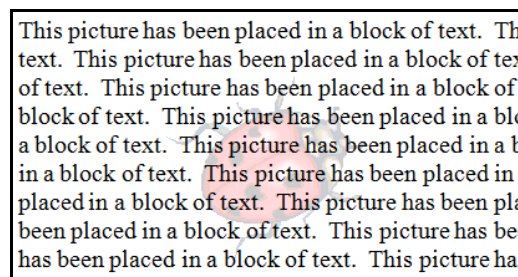 This picture has been placed in a block of text.  Th
text.  This picture has been placed in a block of tex
of text.  This picture has been placed in a block of
block of text.  This picture has been placed in a blo
a block of text.  This picture has been placed in a b
in a block of text.  This picture has been placed in
placed in a block of text.  This picture has been pla
been placed in a block of text.  This picture has be
has been placed in a block of text.  This picture ha